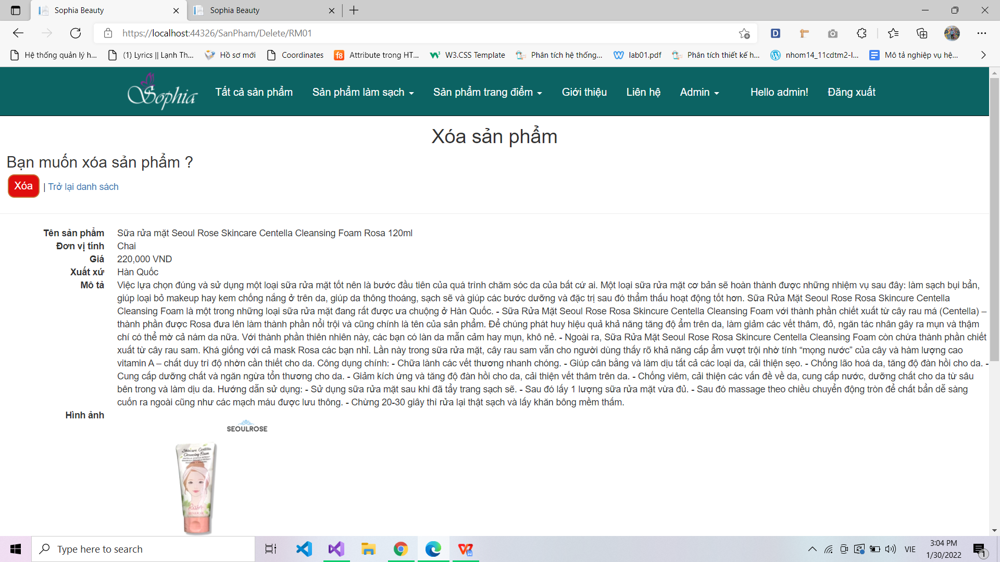 Sophia Beauty
Sophia Beauty
https://localhost:44326/SanPham/Delete/RM01
Hệ thống quản lý h...
(1) Lyrics || Lạnh Th...
Hồ sơ mới
Coordinates
Attribute trong HT...
W3.CSS Template
Phân tích hệ thống...
lab01.pdf
Phân tích thiết kế h...
nhom14_11cdtm2-l...
Mô tả nghiệp vụ hệ...
Sophia
Tất cả sản phẩm
Sản phẩm làm sạch
Sản phẩm trang điểm
Giới thiệu
Liên hệ
Admin
Hello admin!
Đăng xuất
Xóa sản phẩm
Bạn muốn xóa sản phẩm ?
Xóa | Trở lại danh sách
Tên sản phẩm Sữa rửa mặt Seoul Rose Skincare Centella Cleansing Foam Rosa 120ml
Đơn vị tính Chai
Giá 220,000 VND
Xuất xứ Hàn Quốc
Mô tả Việc lựa chọn đúng và sử dụng một loại sữa rửa mặt tốt nên là bước đầu tiên của quá trình chăm sóc da của bất cứ ai. Một loại sữa rửa mặt cơ bản sẽ hoàn thành được những nhiệm vụ sau đây: làm sạch bụi bẩn,
giúp loại bỏ makeup hay kem chống nắng ở trên da, giúp da thông thoáng, sạch sẽ và giúp các bước dưỡng và đặc trị sau đó thẩm thấu hoạt động tốt hơn. Sữa Rửa Mặt Seoul Rose Rosa Skincure Centella
Cleansing Foam là một trong những loại sữa rửa mặt đang rất được ưa chuộng ở Hàn Quốc. - Sữa Rửa Mặt Seoul Rose Rosa Skincure Centella Cleansing Foam với thành phần chiết xuất từ cây rau má (Centella) –
thành phần được Rosa đưa lên làm thành phần nổi trội và cũng chính là tên của sản phẩm. Để chúng phát huy hiệu quả khả năng tăng độ ẩm trên da, làm giảm các vết thâm, đỏ, ngăn tác nhân gây ra mụn và thậm
chí có thể mờ cả nám da nữa. Với thành phần thiên nhiên này, các bạn có làn da mẫn cảm hay mụn, khô nẻ. - Ngoài ra, Sữa Rửa Mặt Seoul Rose Rosa Skincure Centella Cleansing Foam còn chứa thành phần chiết
xuất từ cây rau sam. Khá giống với cả mask Rosa các bạn nhỉ. Lần này trong sữa rửa mặt, cây rau sam vẫn cho người dùng thấy rõ khả năng cấp ẩm vượt trội nhờ tính “mọng nước” của cây và hàm lượng cao
vitamin A – chất duy trì độ nhờn cần thiết cho da. Công dụng chính: - Chữa lành các vết thương nhanh chóng. - Giúp cân bằng và làm dịu tất cả các loại da, cải thiện sẹo. - Chống lão hoá da, tăng độ đàn hồi cho da. -
Cung cấp dưỡng chất và ngăn ngừa tổn thương cho da. - Giảm kích ứng và tăng độ đàn hồi cho da, cải thiện vết thâm trên da. - Chống viêm, cải thiện các vấn đề về da, cung cấp nước, dưỡng chất cho da từ sâu
bên trong và làm dịu da. Hướng dẫn sử dụng: - Sử dụng sữa rửa mặt sau khi đã tẩy trang sạch sẽ. - Sau đó lấy 1 lượng sữa rửa mặt vừa đủ. - Sau đó massage theo chiều chuyển động tròn để chất bẩn dễ sàng
cuốn ra ngoài cũng như các mạch máu được lưu thông. - Chừng 20-30 giây thì rửa lại thật sạch và lấy khăn bông mềm thấm.
Hình ảnh
SEOULROSE
Skincure Centella
Cleansing Foam
RosA
Type here to search
VIE
3:04 PM
1/30/2022
1